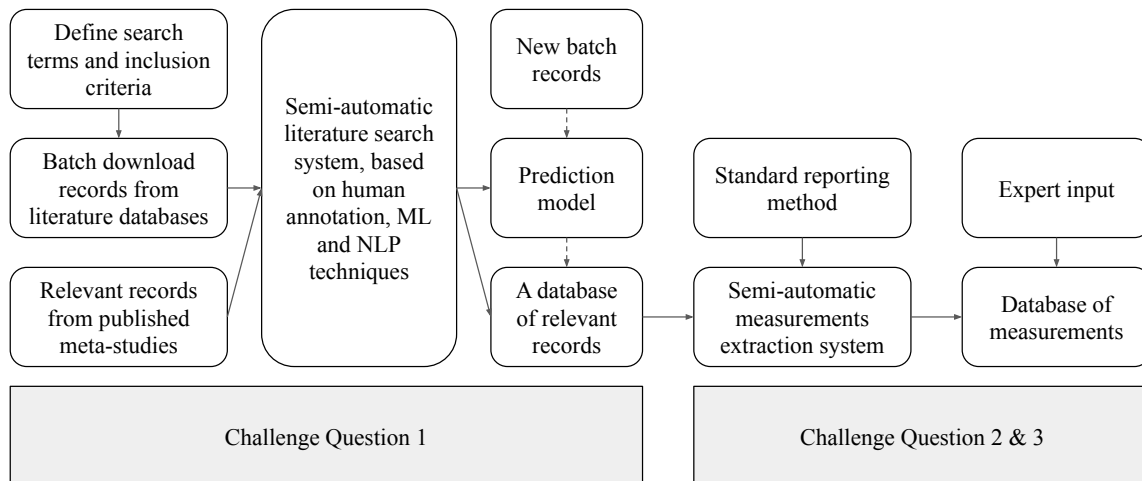 Define search
terms and inclusion
criteria
Batch download
records from
literature databases
Relevant records
from published
meta-studies
Semi-automatic
literature search
system, based
on human
annotation, ML
and NLP
techniques
New batch
records
Prediction
model
A database
of relevant
records
Standard reporting
method
Semi-automatic
measurements
extraction system
Expert input
Database of
measurements
Challenge Question 1
Challenge Question 2 & 3